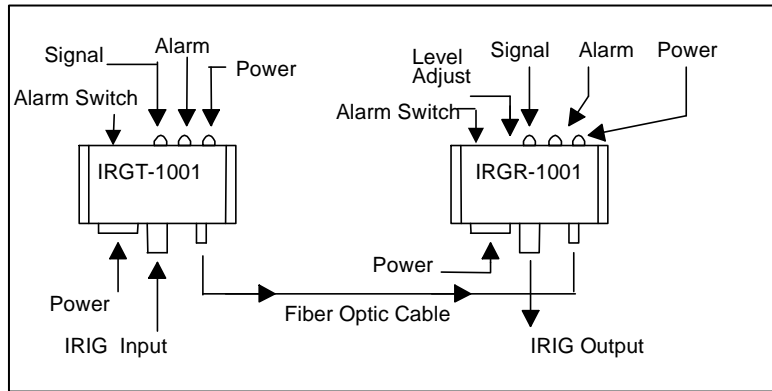 Signal
Alarm
Power
Alarm Switch
IRGT-1001
Power
IRIG Input
Level
Adjust
Signal
Alarm
Power
Alarm Switch
IRGR-1001
Power
Fiber Optic Cable
IRIG Output